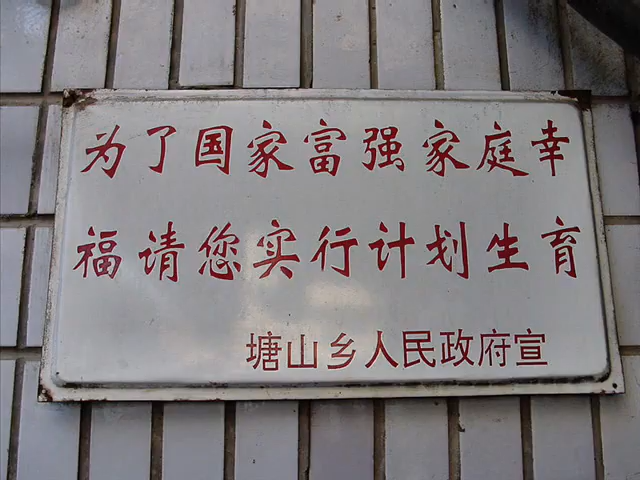 为了国家富强家庭幸
福请您实行计划生育
塘山乡人民政府宣